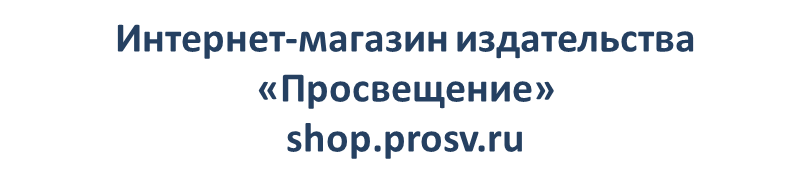 Интернет-магазин издательства
«Просвещение»
shop.prosv.ru